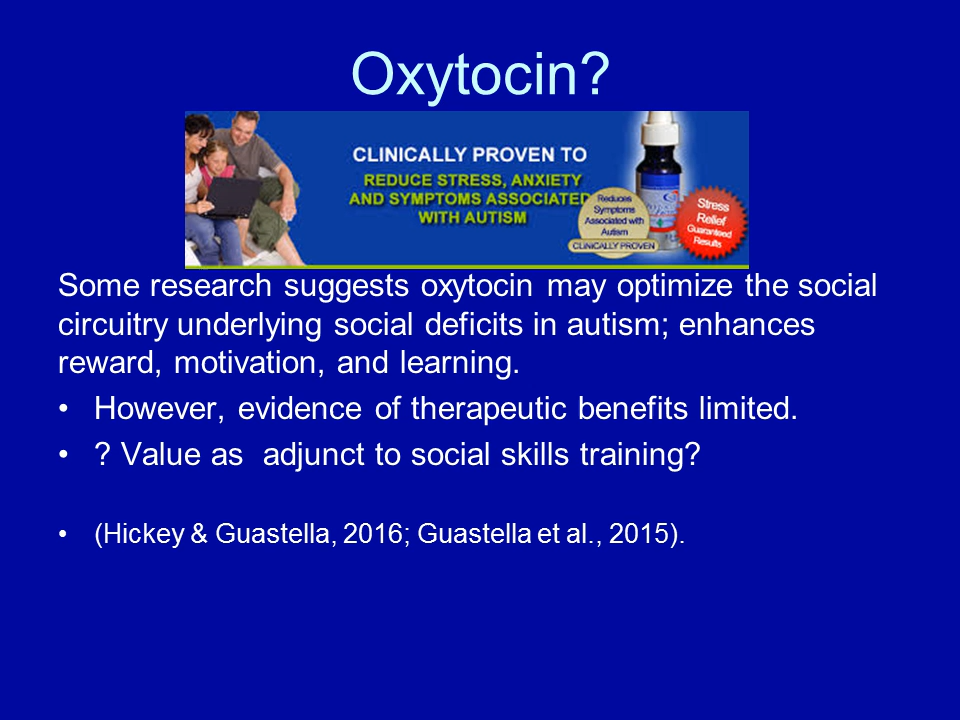 Oxytocin?
CLINICALLY PROVEN TO
REDUCE STRESS, ANXIETY
AND SYMPTOMS ASSOCIATED
WITH AUTISM
Reduces
Symptoms
Associated with
Autism
CLINICALLY PROVEN
Stress
Relief
Guaranteed
Results
Some research suggests oxytocin may optimize the social
circuitry underlying social deficits in autism; enhances
reward, motivation, and learning.
• However, evidence of therapeutic benefits limited.
• ? Value as adjunct to social skills training?
• (Hickey & Guastella, 2016; Guastella et al., 2015).